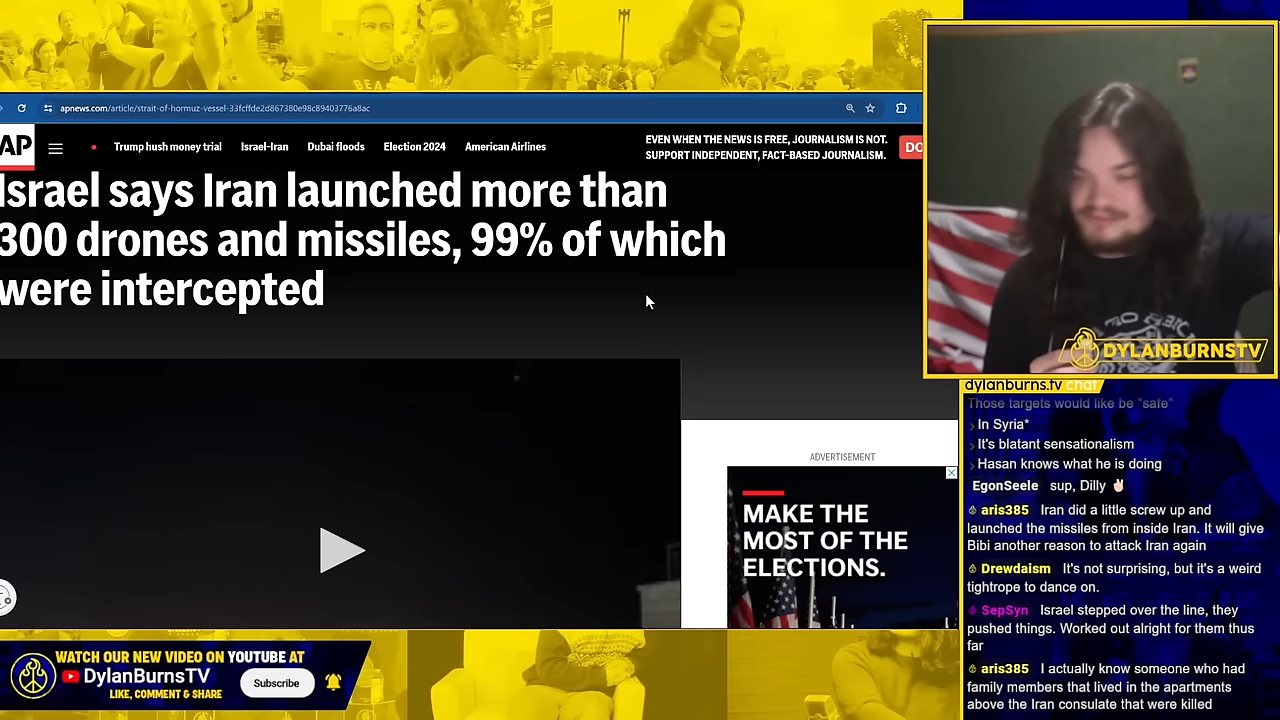 BEA
apnews.com/article/strait-of-hormuz-vessel-33fcffde2d867380e98c89403776a8ac
AP
Trump hush money trial
Israel-Iran
Dubai floods
Election 2024
American Airlines
EVEN WHEN THE NEWS IS FREE, JOURNALISM IS NOT.
SUPPORT INDEPENDENT, FACT-BASED JOURNALISM.
DO
Israel says Iran launched more than
300 drones and missiles, 99% of which
were intercepted
ADVERTISEMENT
MAKE THE
MOST OF THE
ELECTIONS.
DYLANBURNSTV
dylanburns.tv chat
Those targets would like be "safe"
In Syria*
It's blatant sensationalism
Hasan knows what he is doing
EgonSeele sup, Dilly ✌🏻
aris385 Iran did a little screw up and
launched the missiles from inside Iran. It will give
Bibi another reason to attack Iran again
Drewdaism It's not surprising, but it's a weird
tightrope to dance on.
SepSyn Israel stepped over the line, they
pushed things. Worked out alright for them thus
far
aris385 I actually know someone who had
family members that lived in the apartments
above the Iran consulate that were killed
WATCH OUR NEW VIDEO ON YOUTUBE AT
DylanBurnsTV
LIKE, COMMENT & SHARE
Subscribe